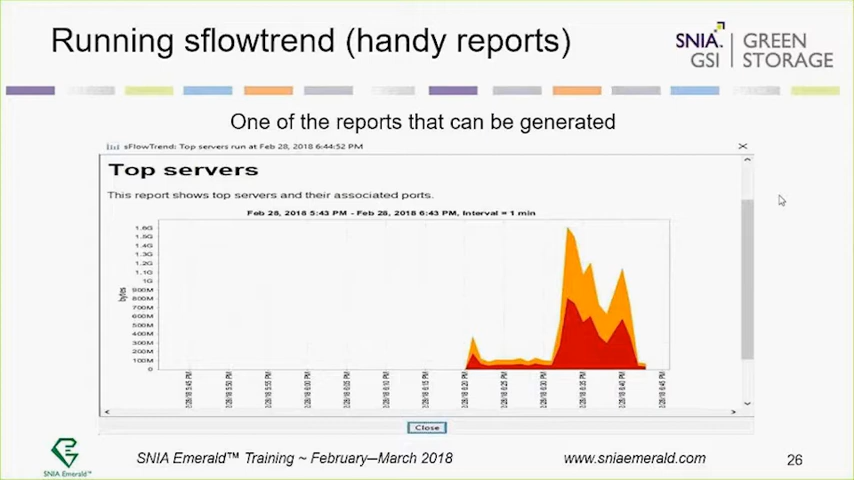 Running sflowtrend (handy reports)
SNIA. GREEN
GSI STORAGE
One of the reports that can be generated
sFlowTrend: Top servers run at Feb 28, 2018 6:44:52 PM
Top servers
This report shows top servers and their associated ports.
Feb 28, 2018 5:43 PM - Feb 28, 2018 6:43 PM, Interval = 1 min
1.6G
1.5G
1.4G
1.3G
1.2G
1.1G
1G
900M
800M
700M
600M
500M
400M
300M
200M
100M
0
bytes
Close
SNIA Emerald™
SNIA Emerald™ Training ~ February—March 2018
www.sniaemerald.com
26